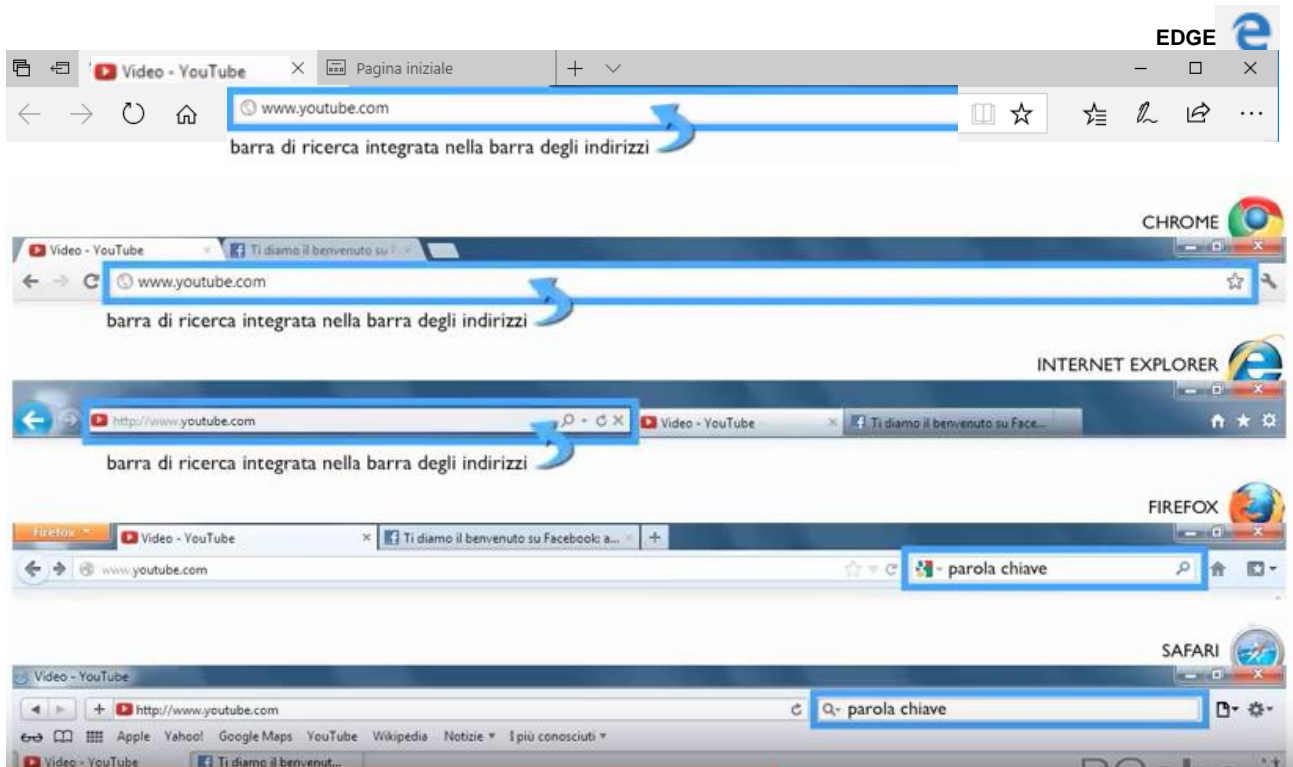 EDGE
Video - YouTube
Pagina iniziale
www.youtube.com
barra di ricerca integrata nella barra degli indirizzi
CHROME
Video - YouTube
Ti diamo il benvenuto su
www.youtube.com
barra di ricerca integrata nella barra degli indirizzi
INTERNET EXPLORER
http://www.youtube.com
Video - YouTube
Ti diamo il benvenuto su Face...
barra di ricerca integrata nella barra degli indirizzi
FIREFOX
Firefox
Video - YouTube
Ti diamo il benvenuto su Facebook: a...
www.youtube.com
parola chiave
SAFARI
Video - YouTube
http://www.youtube.com
parola chiave
Apple Yahoo! Google Maps YouTube Wikipedia Notizie I più conosciuti
Video - YouTube
Ti diamo il benvenut...